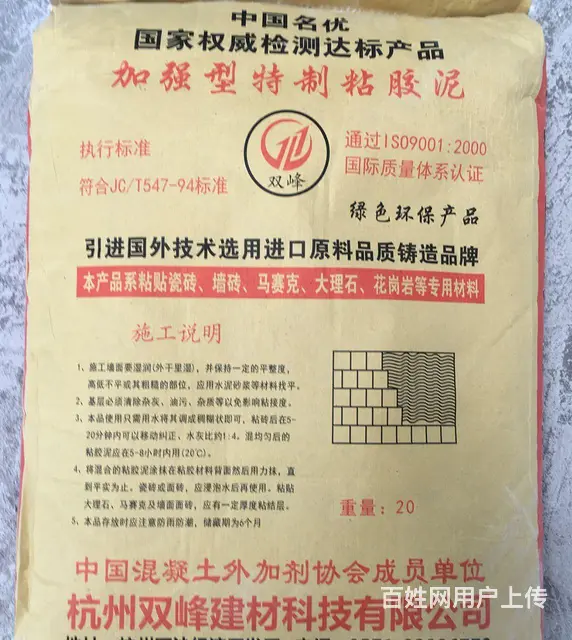 中国名优
国家权威检测达标产品
加强型特制粘胶泥
执行标准
符合JC/T547-94标准
双峰
通过ISO9001:2000
国际质量体系认证
绿色环保产品
引进国外技术选用进口原料品质铸造品牌
本产品系粘贴瓷砖、墙砖、马赛克、大理石、花岗岩等专用材料
施工说明
1、施工墙面要湿润(外干里湿)，并保持一定的平整度，
高低不平或其粗糙的部位，应用水泥砂浆等材料找平。
2、基层必须清除杂灰、油污、杂质等以免影响粘接度。
3、本品使用只需用水将其调成稠糊状即可，粘砖后在5~
20分钟内可以移动纠正、水灰比约1:4。混均匀后的
粘胶泥应在5-8小时内用(20℃)。
4、将混合的粘胶泥涂抹在粘胶材料背面然后用力抹，直
到平实为止。瓷砖或面砖，应浸泡水后再使用。粘贴
大理石、马赛克及墙面面砖，应有一定厚度粘结层。
5、本品存放时应注意防雨防潮，储藏期为6个月
重量：20
中国混凝土外加剂协会成员单位
杭州双峰建材科技有限公司
百姓网用户上传